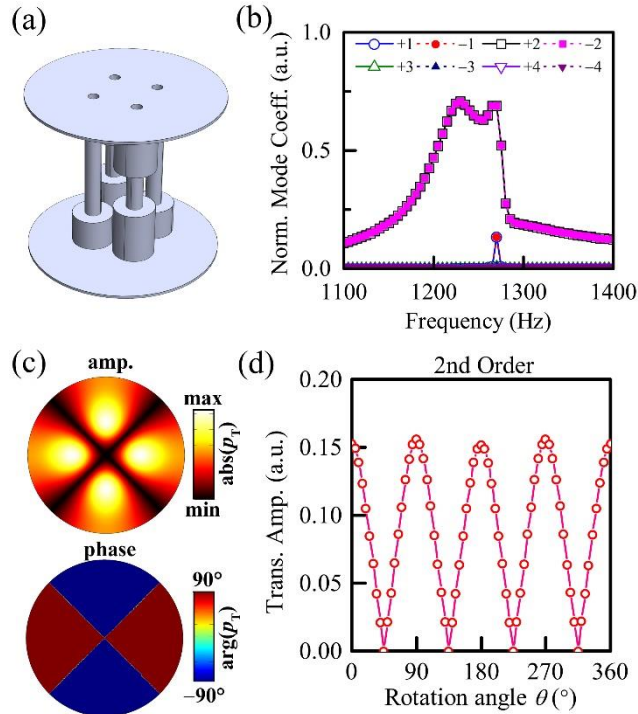 (a)
(b)
+1 −1 +2 −2
+3 −3 +4 −4
Norm. Mode Coeff. (a.u.)
1.0
0.5
0.0
1100 1200 1300 1400
Frequency (Hz)
(c)
amp.
max
abs(pT)
min
phase
90°
arg(pT)
−90°
(d)
2nd Order
Trans. Amp. (a.u.)
0.20
0.15
0.10
0.05
0.00
0 90 180 270 360
Rotation angle θ (°)